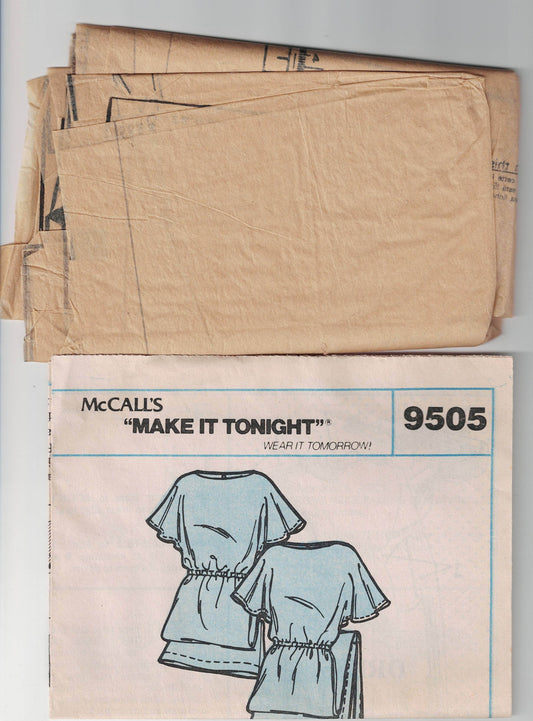 McCALL'S
"MAKE IT TONIGHT"®
WEAR IT TOMORROW!
9505